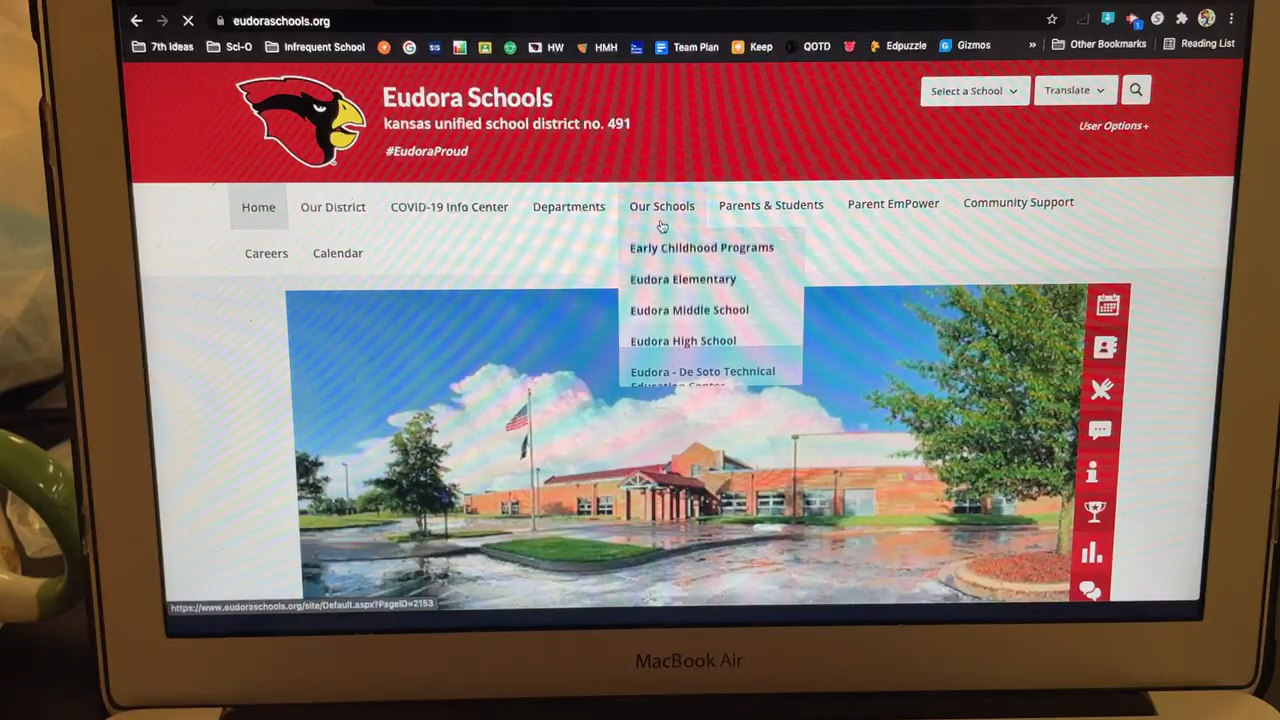 eudoraschools.org
7th Ideas
Sci-O
Infrequent School
SIS
HW
HMH
Team Plan
Keep
QOTD
Edpuzzle
Gizmos
»
Other Bookmarks
Reading List
Eudora Schools
kansas unified school district no. 491
#EudoraProud
Select a School
Translate
User Options+
Home
Our District
COVID-19 Info Center
Departments
Our Schools
Parents & Students
Parent EmPower
Community Support
Careers
Calendar
Early Childhood Programs
Eudora Elementary
Eudora Middle School
Eudora High School
Eudora - De Soto Technical
Education Center
https://www.eudoraschools.org/site/Default.aspx?PageID=2153
MacBook Air